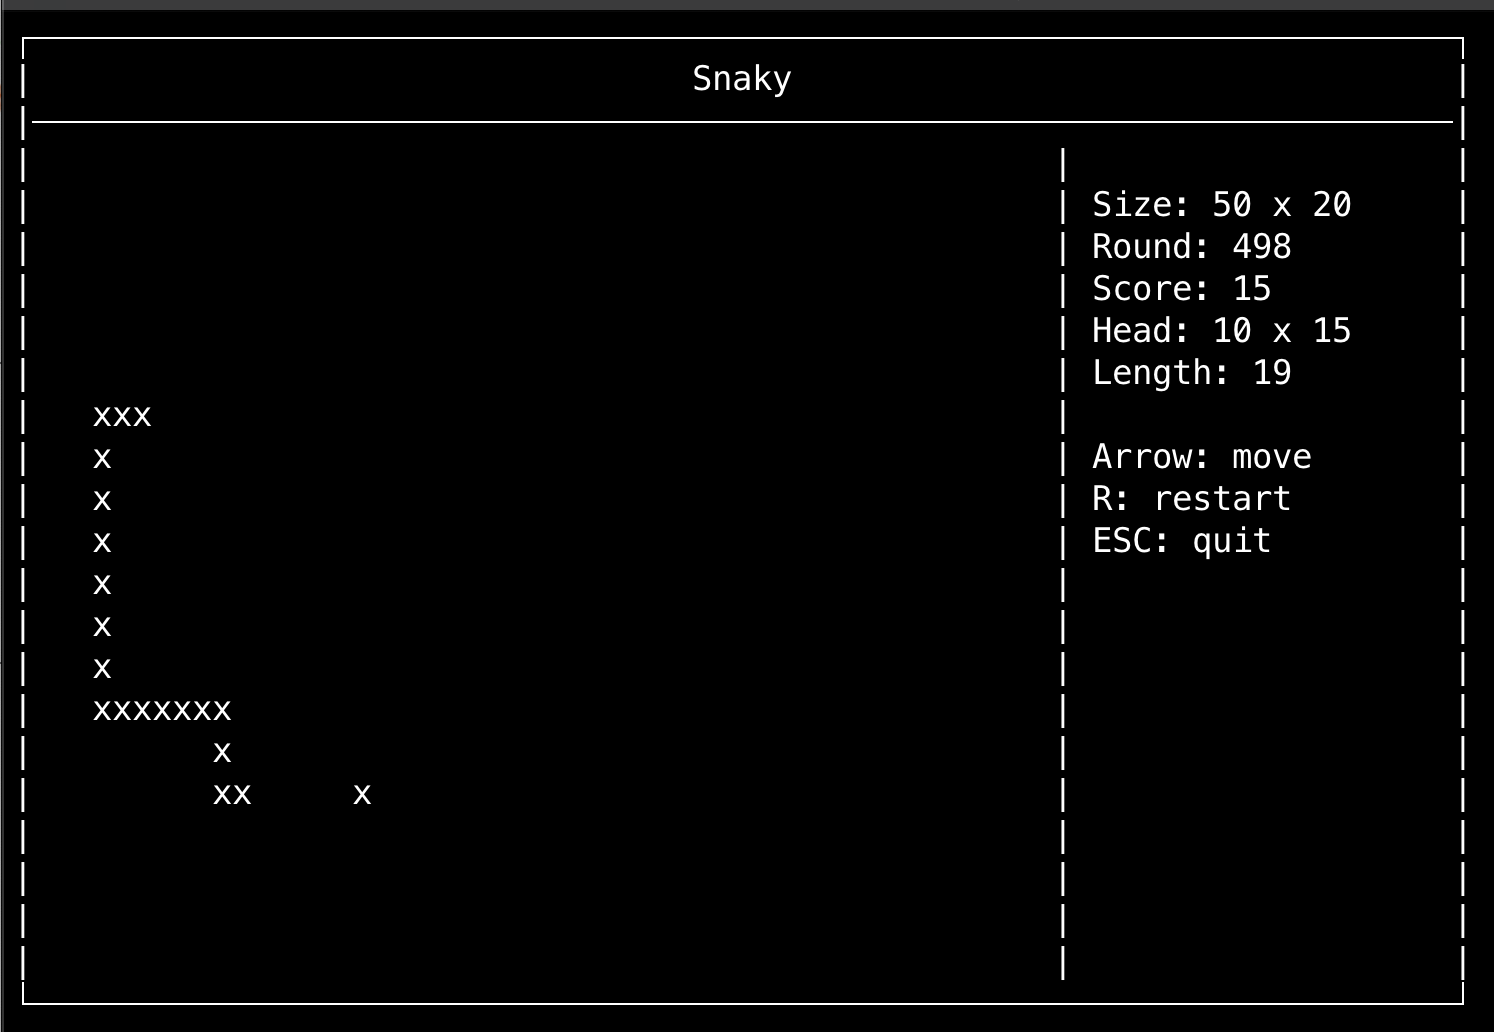 Snaky
Size: 50 x 20
Round: 498
Score: 15
Head: 10 x 15
Length: 19
xxx
x
Arrow: move
x
R: restart
x
ESC: quit
x
x
x
xxxxxxx
x
xx     x